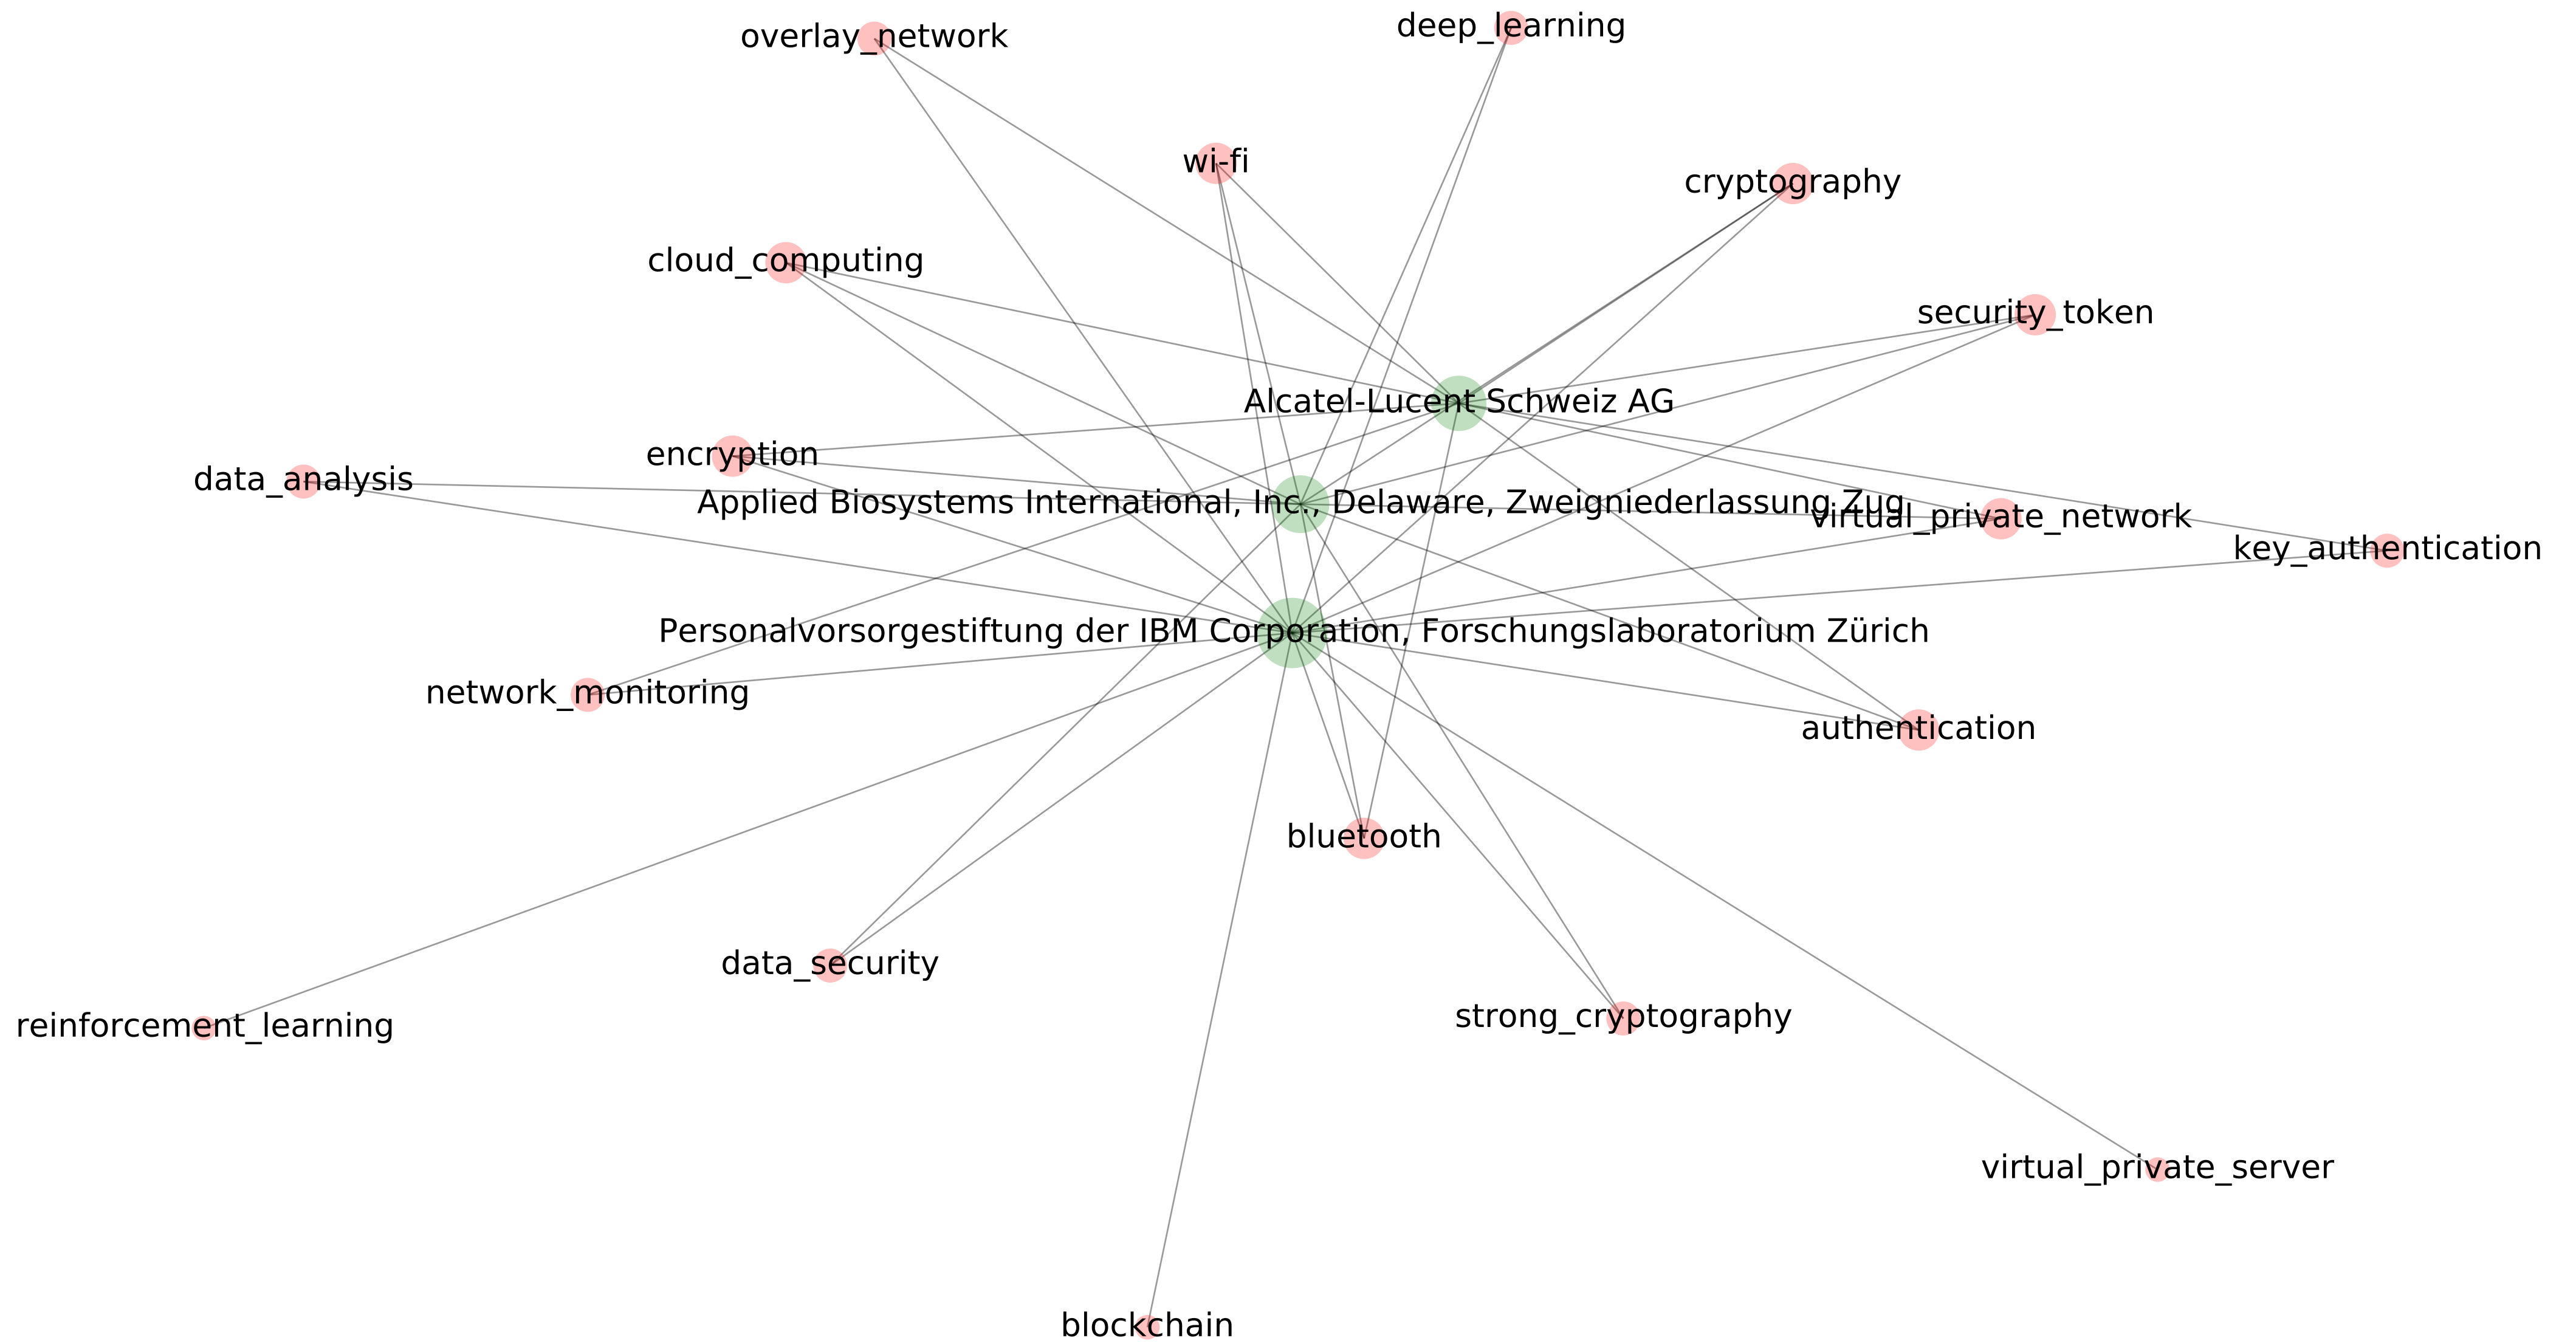 deep_learning
overlay_network
wi-fi
cryptography
cloud_computing
security_token
Alcatel-Lucent Schweiz AG
encryption
data_analysis
Applied Biosystems International, Inc., Delaware, Zweigniederlassung Zug
virtual_private_network
key_authentication
Personalvorsorgestiftung der IBM Corporation, Forschungslaboratorium Zürich
network_monitoring
authentication
bluetooth
data_security
strong_cryptography
reinforcement_learning
virtual_private_server
blockchain